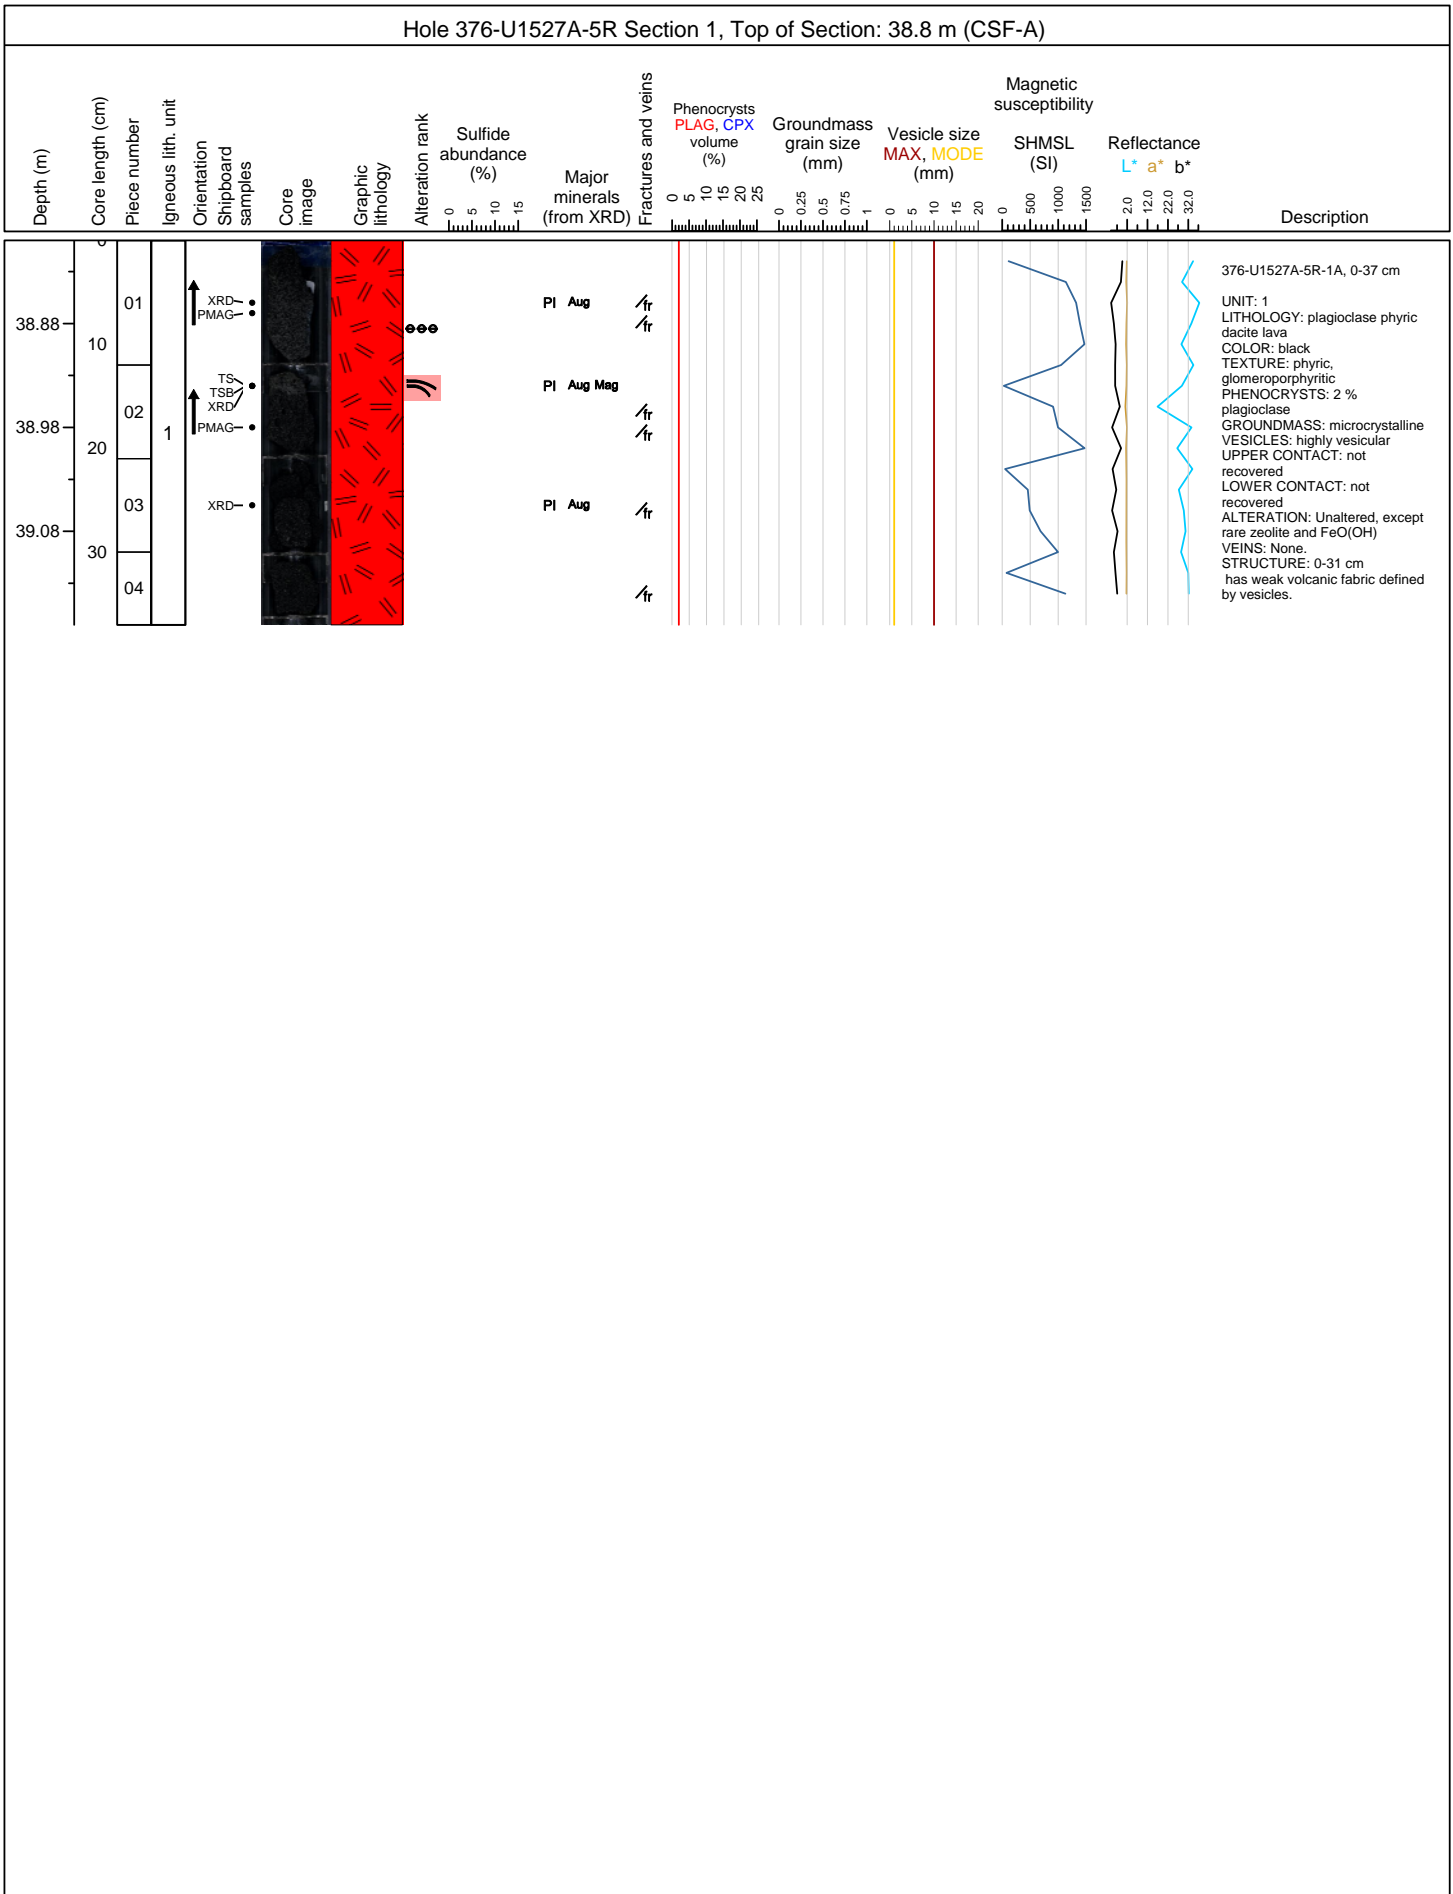 Hole 376-U1527A-5R Section 1, Top of Section: 38.8 m (CSF-A)
Depth (m)
Core length (cm)
Piece number
Igneous lith. unit
Orientation
Shipboard
samples
Core
image
Graphic
lithology
Alteration rank
Sulfide
abundance
(%)
0 5 10 15
Major
minerals
(from XRD)
Fractures and veins
Phenocrysts
PLAG, CPX
volume
(%)
0 5 10 15 20 25
Groundmass
grain size
(mm)
0 0.25 0.5 0.75 1
Vesicle size
MAX, MODE
(mm)
0 5 10 15 20
Magnetic
susceptibility
SHMSL
(SI)
0 500 1000 1500
Reflectance
L* a* b*
2.0 12.0 22.0 32.0
Description
38.88
38.98
39.08
0
10
20
30
01
02
03
04
1
XRD
PMAG
TS
TSB
XRD
PMAG
XRD
Pl Aug
Pl Aug Mag
Pl Aug
fr
fr
fr
fr
fr
fr
376-U1527A-5R-1A, 0-37 cm
UNIT: 1
LITHOLOGY: plagioclase phyric
dacite lava
COLOR: black
TEXTURE: phyric,
glomeroporphyritic
PHENOCRYSTS: 2 %
plagioclase
GROUNDMASS: microcrystalline
VESICLES: highly vesicular
UPPER CONTACT: not
recovered
LOWER CONTACT: not
recovered
ALTERATION: Unaltered, except
rare zeolite and FeO(OH)
VEINS: None.
STRUCTURE: 0-31 cm
has weak volcanic fabric defined
by vesicles.